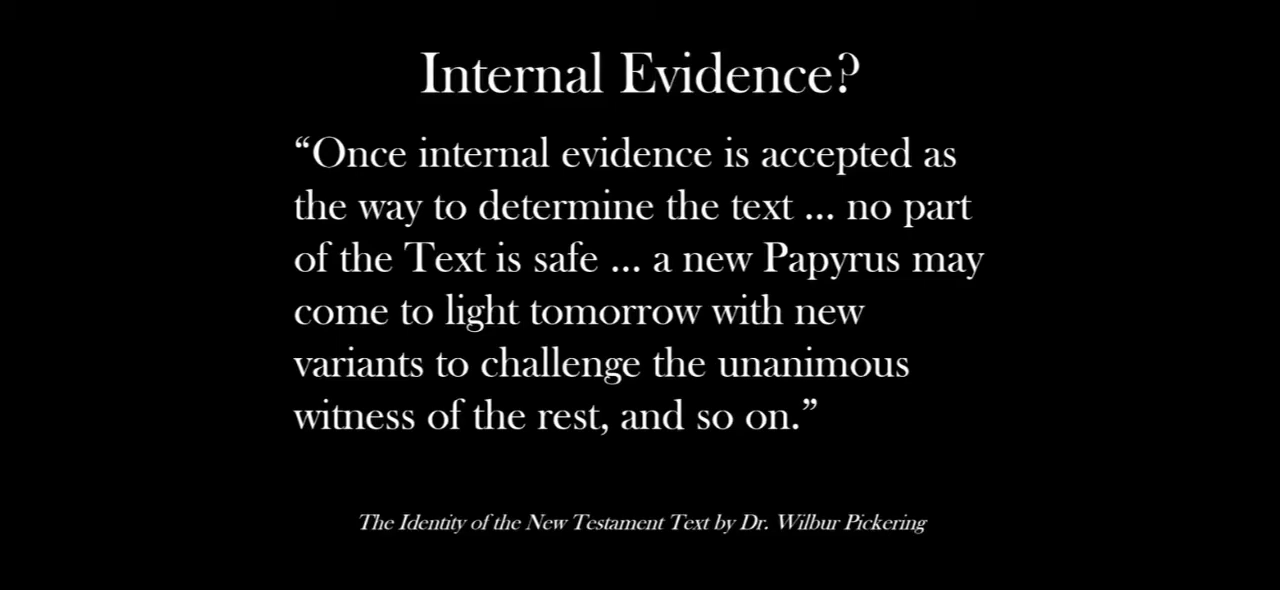 Internal Evidence?
“Once internal evidence is accepted as
the way to determine the text ... no part
of the Text is safe ... a new Papyrus may
come to light tomorrow with new
variants to challenge the unanimous
witness of the rest, and so on.”
The Identity of the New Testament Text by Dr. Wilbur Pickering